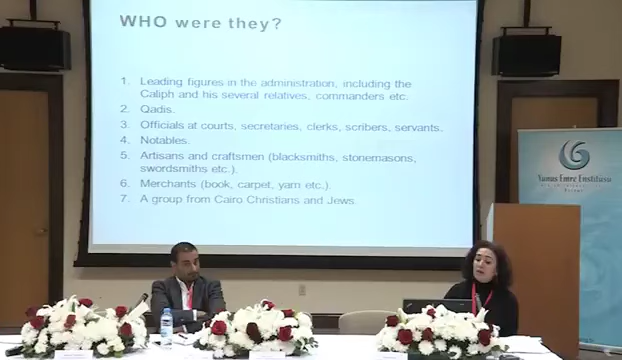 WHO were they?
1. Leading figures in the administration, including the
Caliph and his several relatives, commanders etc.
2. Qadis.
3. Officials at courts, secretaries, clerks, scribers, servants.
4. Notables.
5. Artisans and craftsmen (blacksmiths, stonemasons,
swordsmiths etc.).
6. Merchants (book, carpet, yarn etc.).
7. A group from Cairo Christians and Jews.
Yunus Emre Enstitüsü